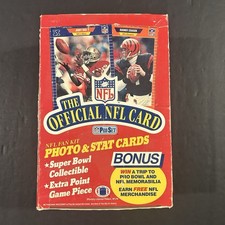 NFL
THE
OFFICIAL NFL CARD
PRO SET
NFL FAN KIT
PHOTO & STAT CARDS
★Super Bowl
Collectible
★Extra Point
Game Piece
BONUS
WIN A TRIP TO
PRO BOWL AND
NFL MEMORABILIA
EARN FREE NFL
MERCHANDISE